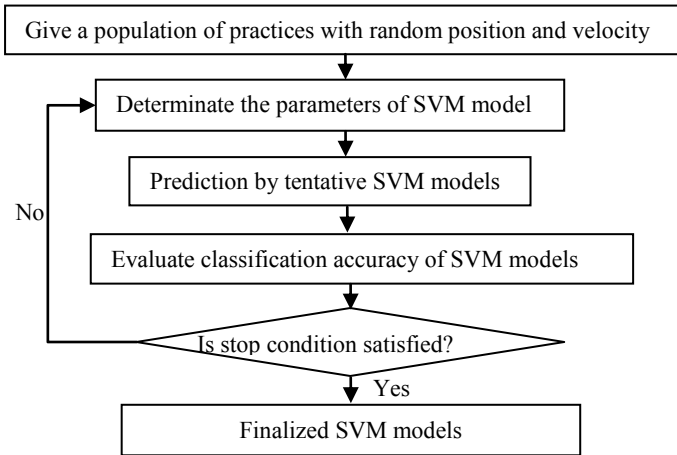 Give a population of practices with random position and velocity
Determinate the parameters of SVM model
Prediction by tentative SVM models
No
Evaluate classification accuracy of SVM models
Is stop condition satisfied?
Yes
Finalized SVM models